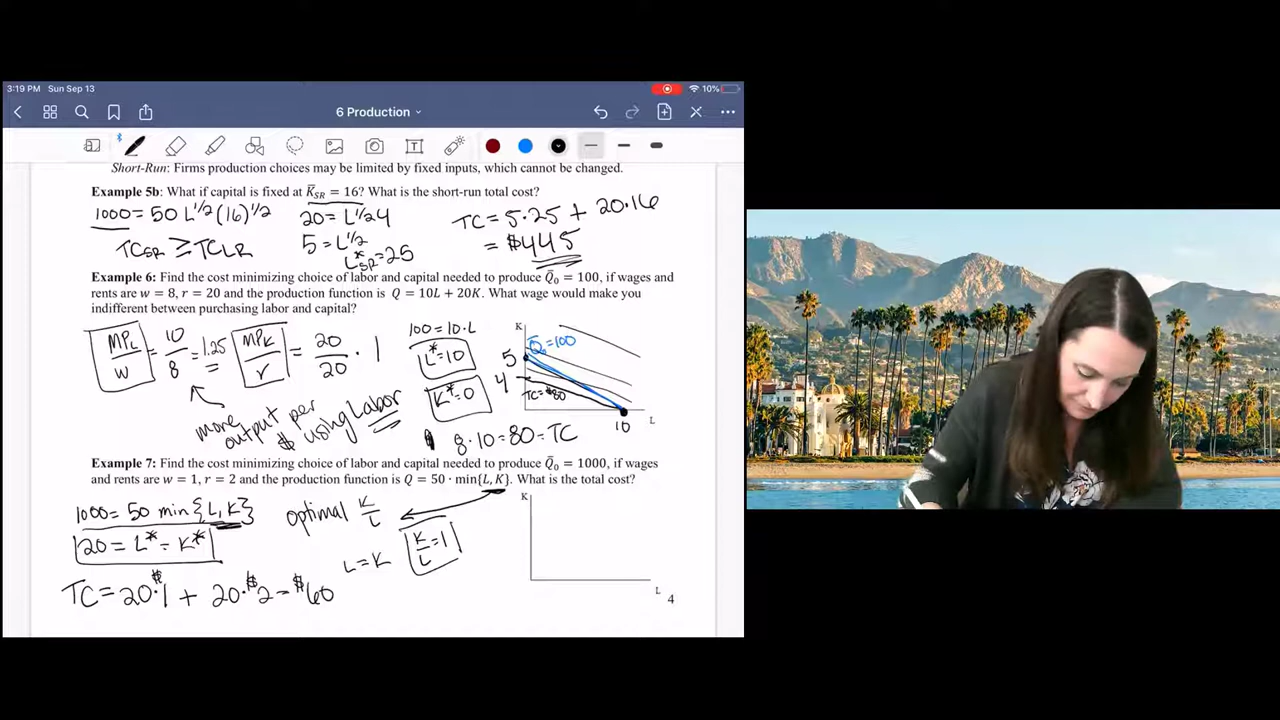 3:19 PM Sun Sep 13
10%
6 Production
Short-Run: Firms production choices may be limited by fixed inputs, which cannot be changed.
Example 5b: What if capital is fixed at K̅SR = 16? What is the short-run total cost?
1000 = 50 L^1/2 (16)^1/2
20 = L^1/2 4
TC = 5·25 + 20·16
TCSR ≥ TCLR
5 = L^1/2
= $445
L*SR = 25
Example 6: Find the cost minimizing choice of labor and capital needed to produce Q̅0 = 100, if wages and
rents are w = 8, r = 20 and the production function is Q = 10L + 20K. What wage would make you
indifferent between purchasing labor and capital?
MPL/w = 10/8 = 1.25 = MPK/r = 20/20 · 1
100 = 10·L
L* = 10
K* = 0
more output per $ using Labor
8·10 = 80 = TC
K
Q̅0 = 100
5
4
TC = $80
10
L
Example 7: Find the cost minimizing choice of labor and capital needed to produce Q̅0 = 1000, if wages
and rents are w = 1, r = 2 and the production function is Q = 50 · min{L, K}. What is the total cost?
1000 = 50 min {L, K}
optimal K/L
20 = L* = K*
L = K
K/L = 1
TC = 20·$1 + 20·$2 = $60
K
L
4